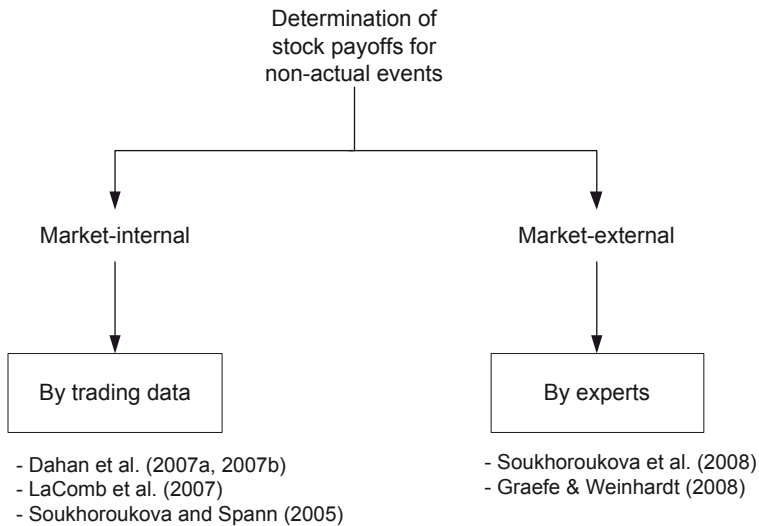 Determination of
stock payoffs for
non-actual events
Market-internal
Market-external
By trading data
By experts
- Dahan et al. (2007a, 2007b)
- LaComb et al. (2007)
- Soukhoroukova and Spann (2005)
- Soukhoroukova et al. (2008)
- Graefe & Weinhardt (2008)